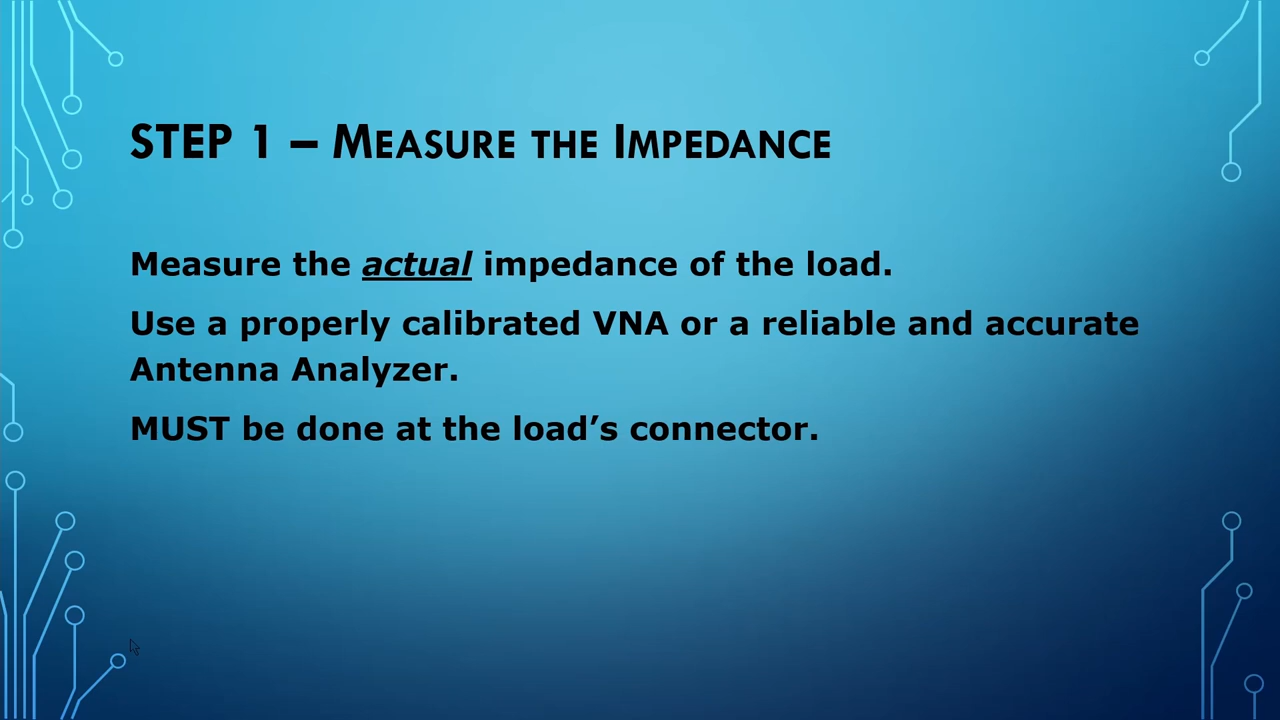 STEP 1 – Measure the Impedance
Measure the actual impedance of the load.
Use a properly calibrated VNA or a reliable and accurate
Antenna Analyzer.
MUST be done at the load’s connector.